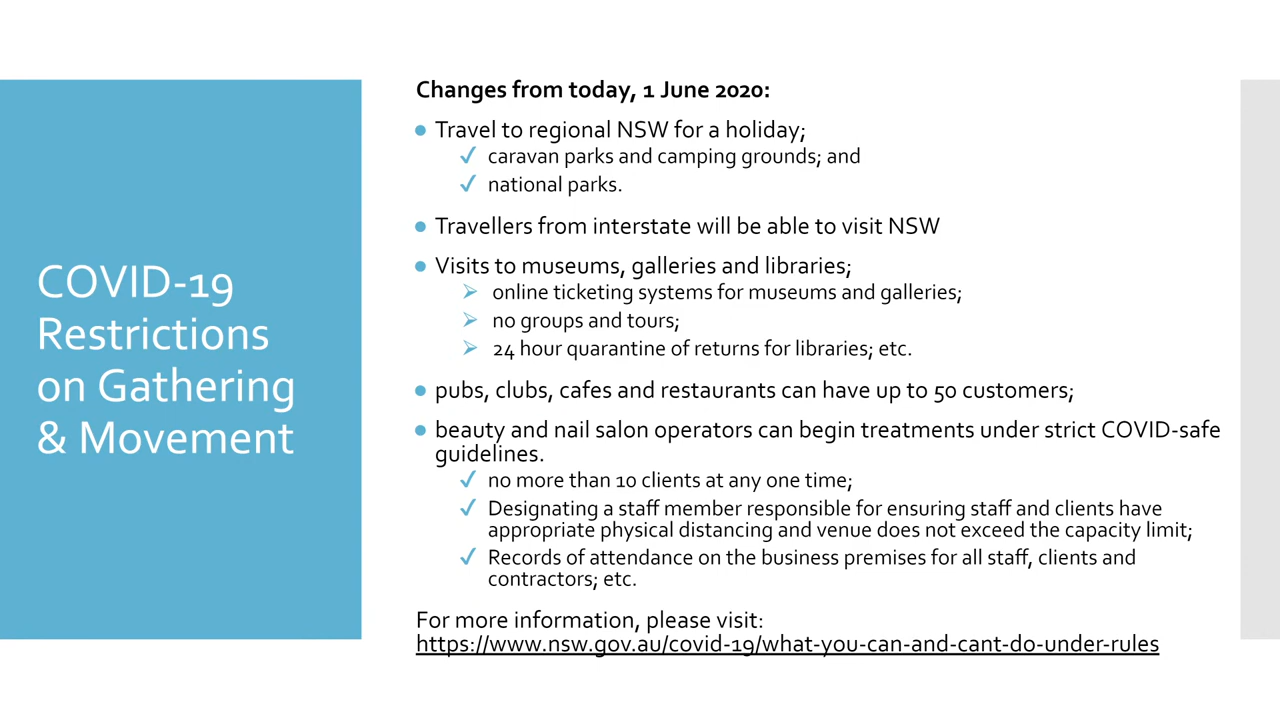 COVID-19
Restrictions
on Gathering
& Movement
Changes from today, 1 June 2020:
● Travel to regional NSW for a holiday;
✓ caravan parks and camping grounds; and
✓ national parks.
● Travellers from interstate will be able to visit NSW
● Visits to museums, galleries and libraries;
➢ online ticketing systems for museums and galleries;
➢ no groups and tours;
➢ 24 hour quarantine of returns for libraries; etc.
● pubs, clubs, cafes and restaurants can have up to 50 customers;
● beauty and nail salon operators can begin treatments under strict COVID-safe
guidelines.
✓ no more than 10 clients at any one time;
✓ Designating a staff member responsible for ensuring staff and clients have
appropriate physical distancing and venue does not exceed the capacity limit;
✓ Records of attendance on the business premises for all staff, clients and
contractors; etc.
For more information, please visit:
https://www.nsw.gov.au/covid-19/what-you-can-and-cant-do-under-rules